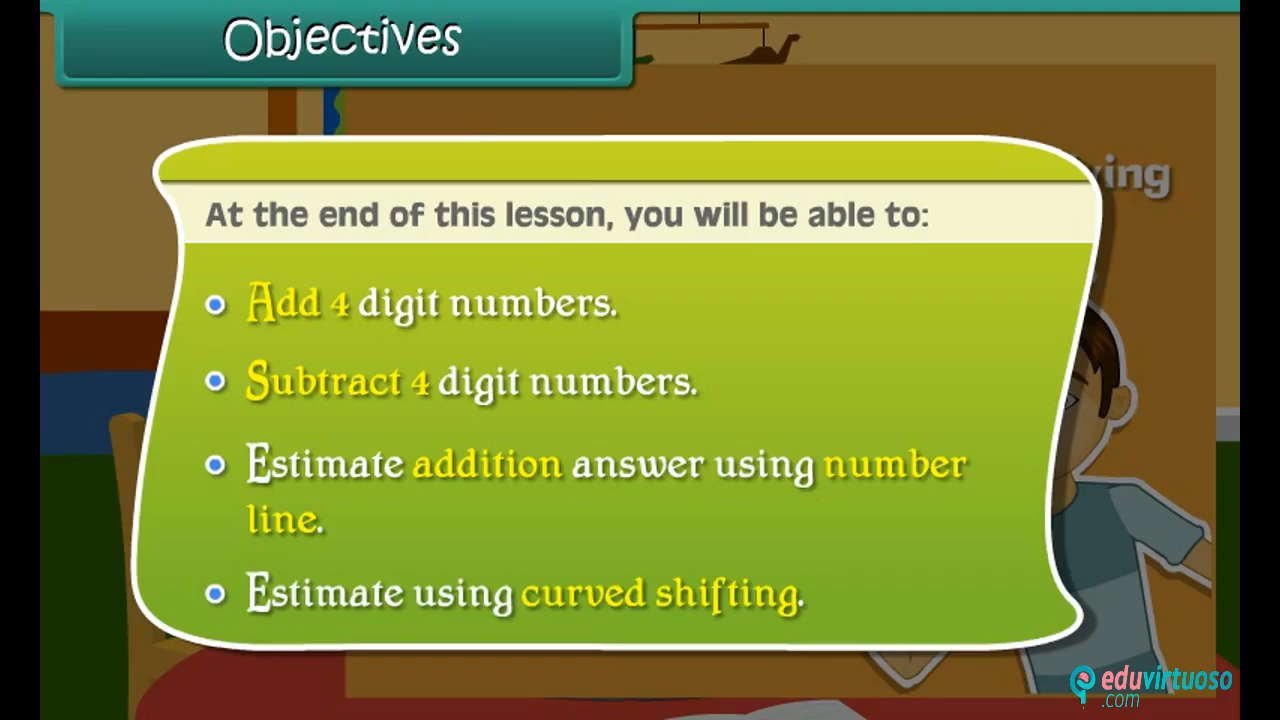 Objectives
At the end of this lesson, you will be able to:
Add 4 digit numbers.
Subtract 4 digit numbers.
Estimate addition answer using number
line.
Estimate using curved shifting.
eduvirtuoso
.com